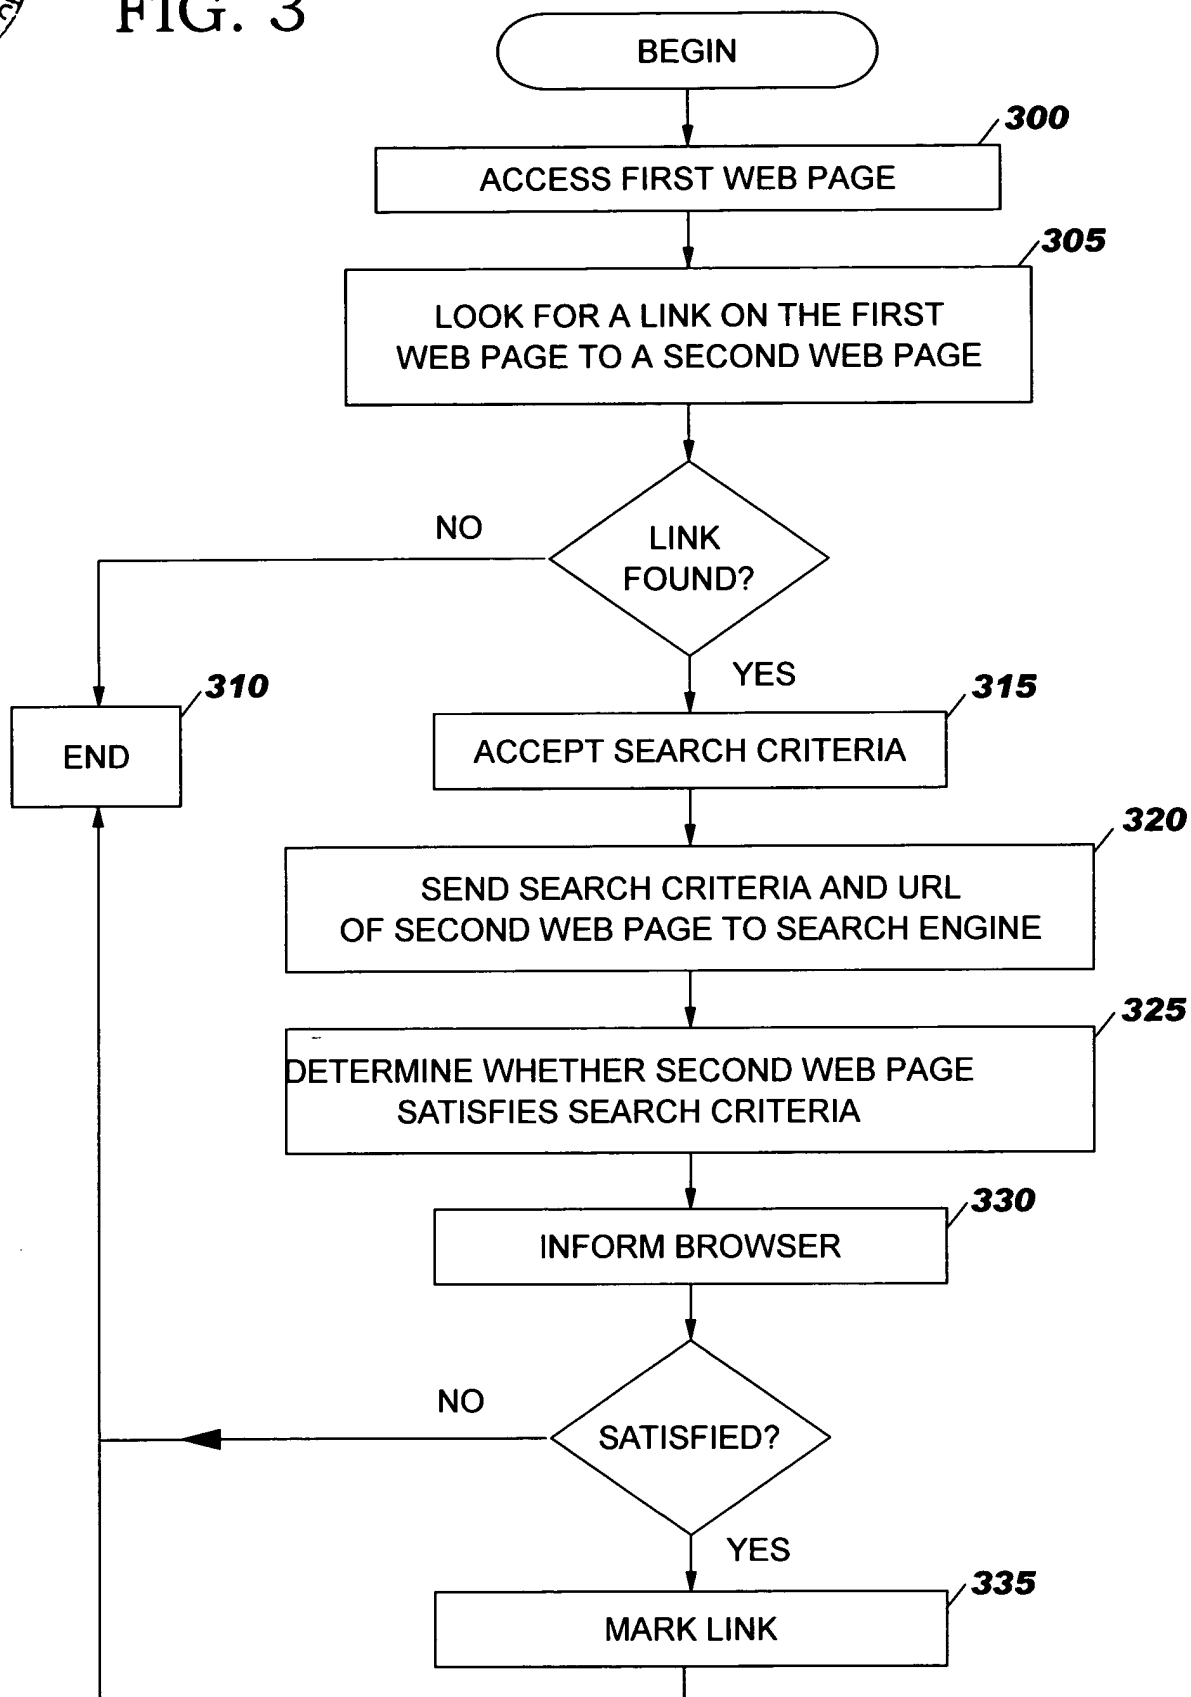 FIG. 3
BEGIN
300
ACCESS FIRST WEB PAGE
305
LOOK FOR A LINK ON THE FIRST
WEB PAGE TO A SECOND WEB PAGE
NO
LINK
FOUND?
YES
310
END
315
ACCEPT SEARCH CRITERIA
320
SEND SEARCH CRITERIA AND URL
OF SECOND WEB PAGE TO SEARCH ENGINE
325
DETERMINE WHETHER SECOND WEB PAGE
SATISFIES SEARCH CRITERIA
330
INFORM BROWSER
NO
SATISFIED?
YES
335
MARK LINK